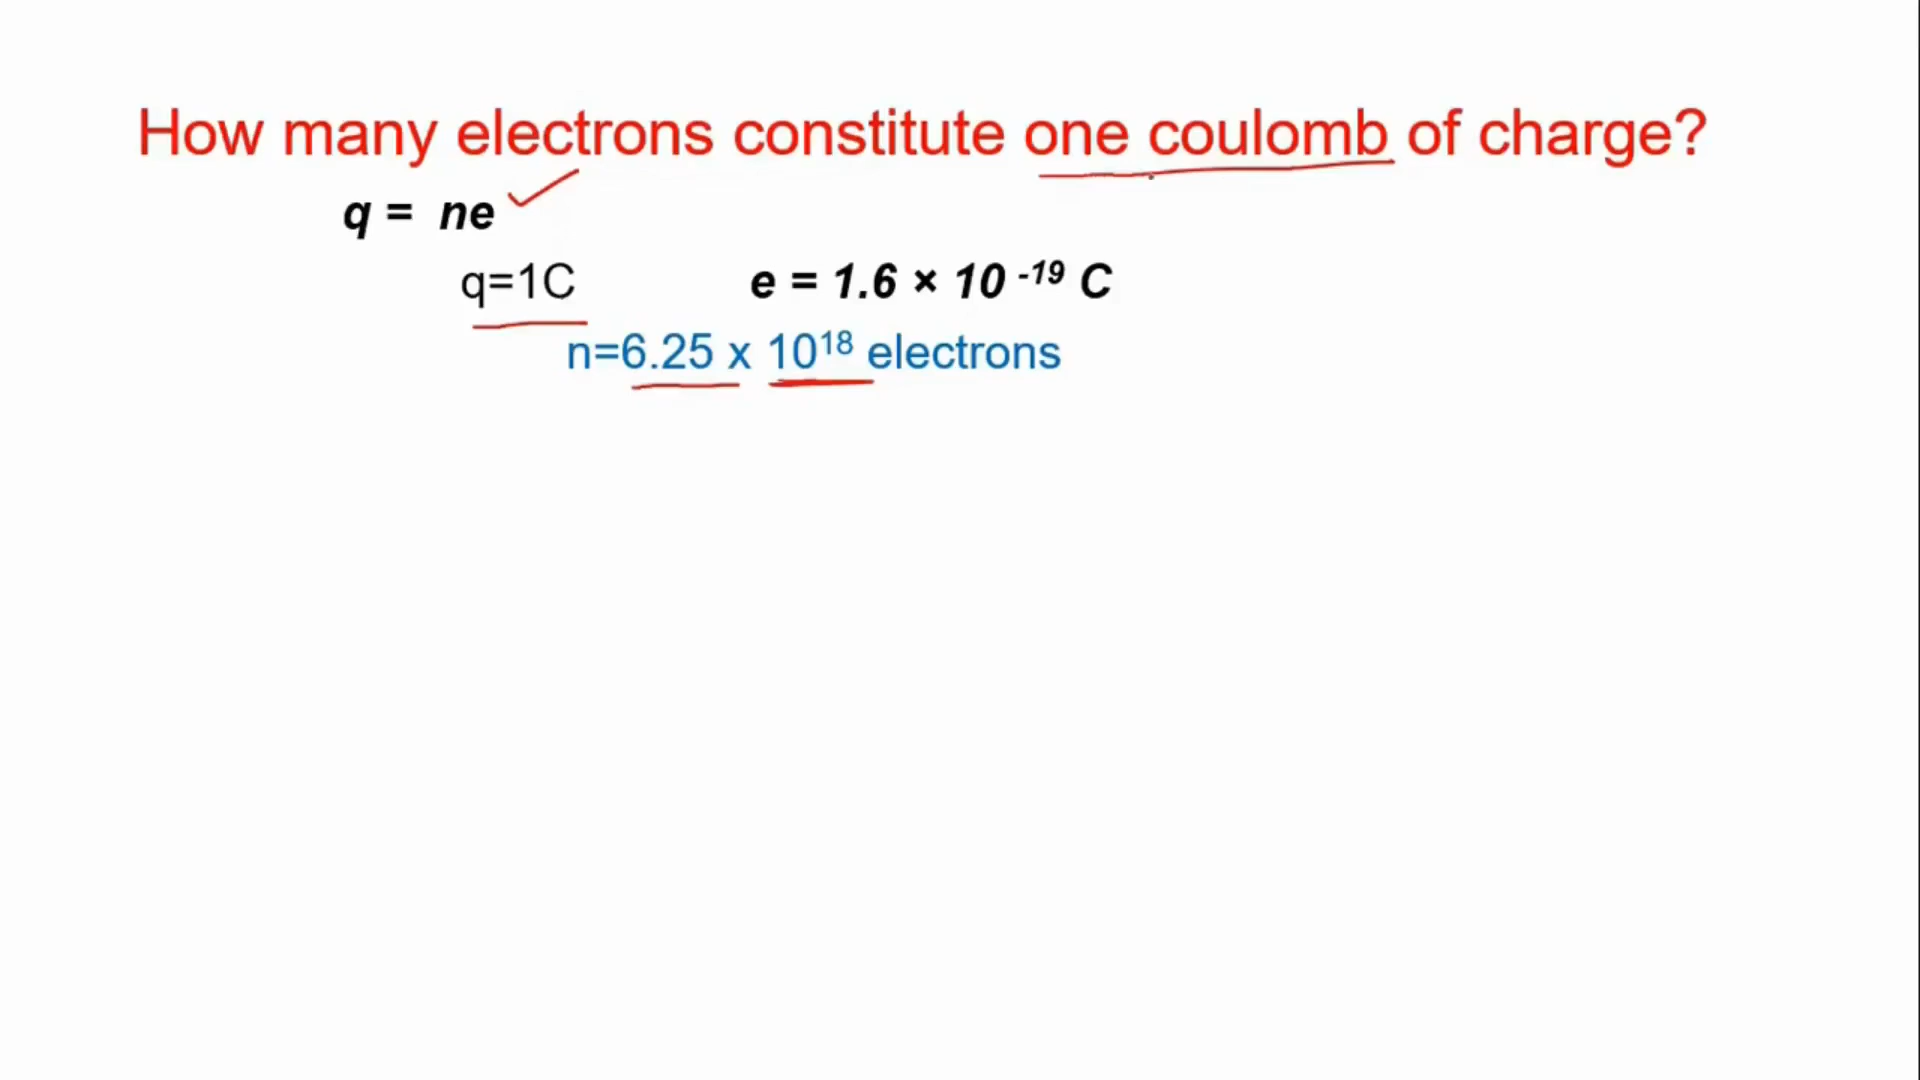 How many electrons constitute one coulomb of charge?
q = ne
q=1C e = 1.6 × 10 ⁻¹⁹ C
n=6.25 x 10¹⁸ electrons